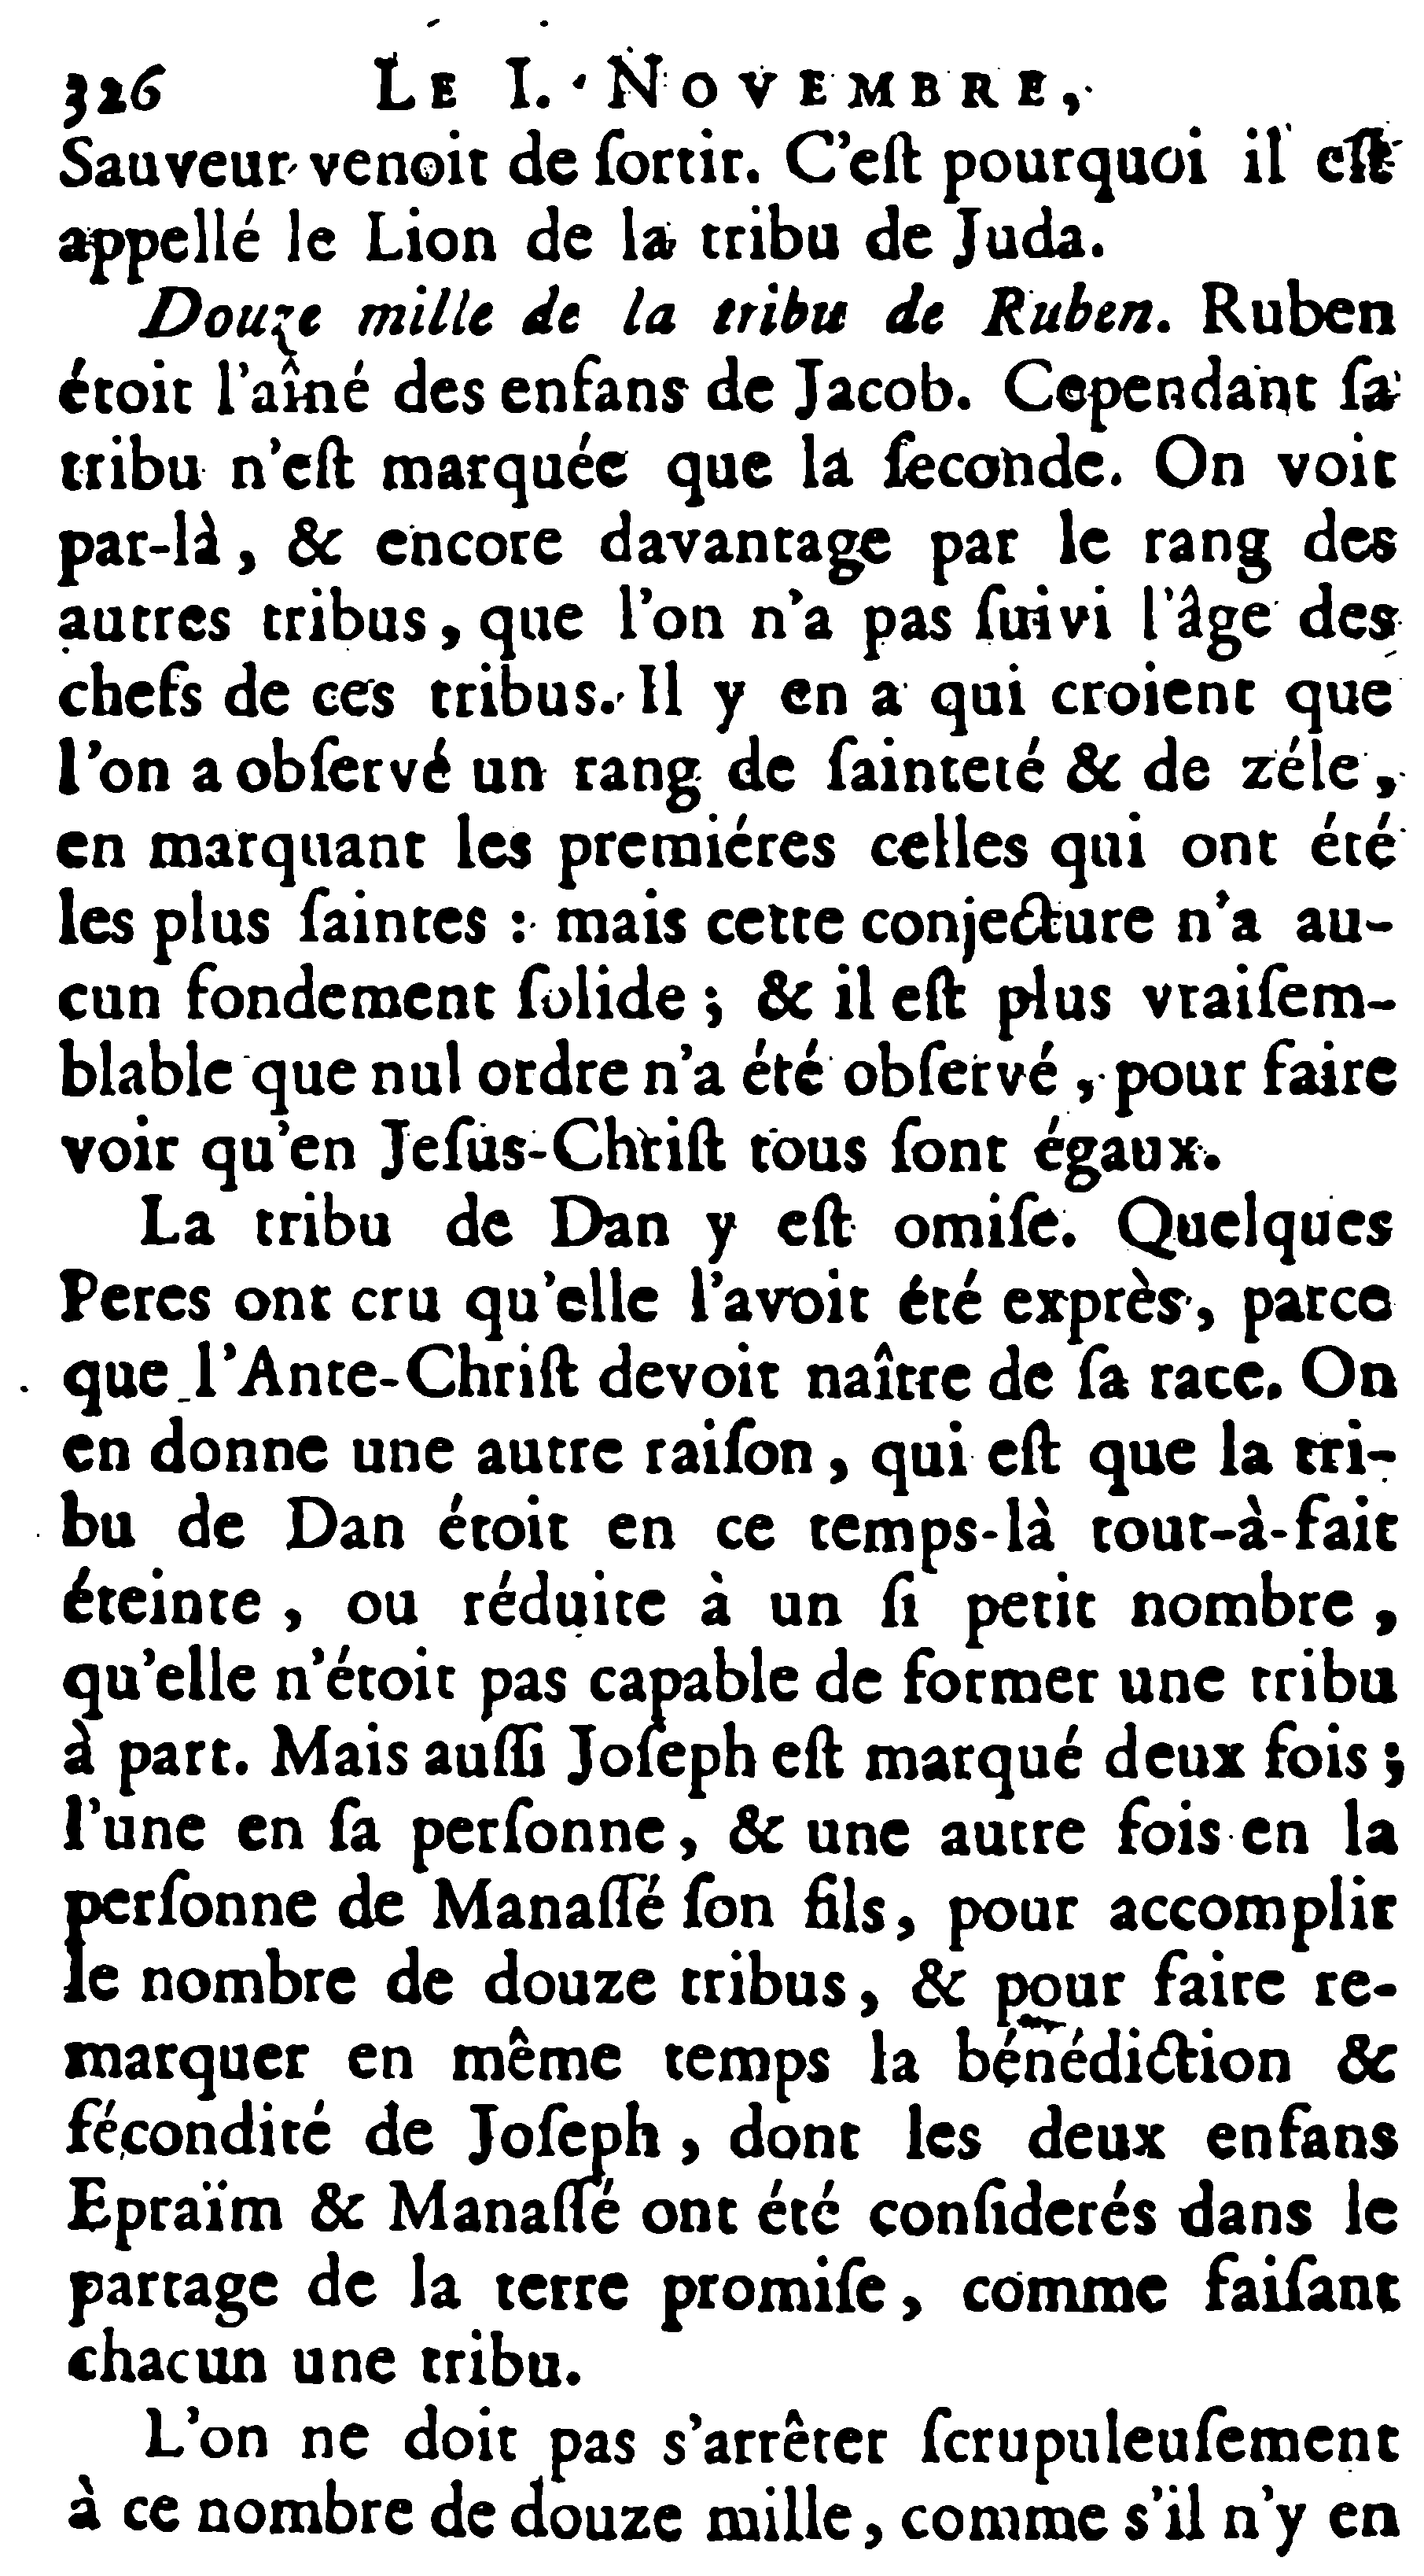 326 LE I. NOVEMBRE,
Sauveur venoit de ſortir. C'eſt pourquoi il eſt
appellé le Lion de la tribu de Juda.
Douze mille de la tribu de Ruben. Ruben
étoit l'aîné des enfans de Jacob. Cependant ſa
tribu n'eſt marquée que la ſeconde. On voit
par-là, & encore davantage par le rang des
autres tribus, que l'on n'a pas ſuivi l'âge des
chefs de ces tribus. Il y en a qui croient que
l'on a obſervé un rang de ſainteté & de zéle,
en marquant les premiéres celles qui ont été
les plus ſaintes : mais cette conjecture n'a au-
cun fondement ſolide ; & il eſt plus vraiſem-
blable que nul ordre n'a été obſervé, pour faire
voir qu'en Jeſus-Chriſt tous ſont égaux.
La tribu de Dan y eſt omiſe. Quelques
Peres ont cru qu'elle l'avoit été exprès, parce
que l'Ante-Chriſt devoit naître de ſa race. On
en donne une autre raiſon, qui eſt que la tri-
bu de Dan étoit en ce temps-là tout-à-fait
éteinte, ou réduite à un ſi petit nombre,
qu'elle n'étoit pas capable de former une tribu
à part. Mais auſſi Joſeph eſt marqué deux fois ;
l'une en ſa perſonne, & une autre fois en la
perſonne de Manaſſé ſon fils, pour accomplir
le nombre de douze tribus, & pour faire re-
marquer en même temps la bénédiction &
fécondité de Joſeph, dont les deux enfans
Epraïm & Manaſſé ont été conſiderés dans le
partage de la terre promiſe, comme faiſant
chacun une tribu.
L'on ne doit pas s'arrêter ſcrupuleuſement
à ce nombre de douze mille, comme s'il n'y en